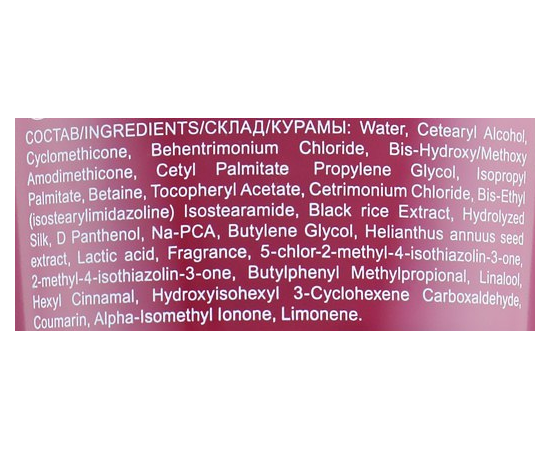 СОСТАВ/INGREDIENTS/СКЛАД/КУРАМЫ: Water, Cetearyl Alcohol,
Cyclomethicone, Behentrimonium Chloride, Bis-Hydroxy/Methoxy
Amodimethicone, Cetyl Palmitate Propylene Glycol, Isopropyl
Palmitate, Betaine, Tocopheryl Acetate, Cetrimonium Chloride, Bis-Ethyl
(isostearylimidazoline) Isostearamide, Black rice Extract, Hydrolyzed
Silk, D Panthenol, Na-PCA, Butylene Glycol, Helianthus annuus seed
extract, Lactic acid, Fragrance, 5-chlor-2-methyl-4-isothiazolin-3-one,
2-methyl-4-isothiazolin-3-one, Butylphenyl Methylpropional, Linalool,
Hexyl Cinnamal, Hydroxyisohexyl 3-Cyclohexene Carboxaldehyde,
Coumarin, Alpha-Isomethyl Ionone, Limonene.